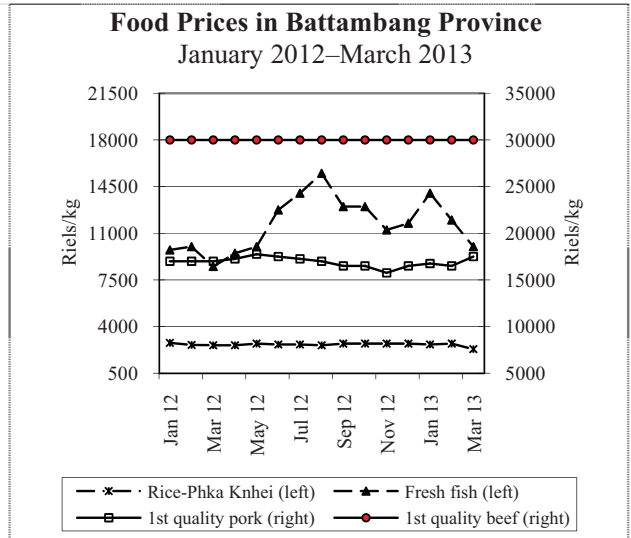 Food Prices in Battambang Province
January 2012–March 2013
21500
18000
14500
11000
7500
4000
500
Riels/kg
35000
30000
25000
20000
15000
10000
5000
Riels/kg
Jan 12
Mar 12
May 12
Jul 12
Sep 12
Nov 12
Jan 13
Mar 13
Rice-Phka Knhei (left)
Fresh fish (left)
1st quality pork (right)
1st quality beef (right)